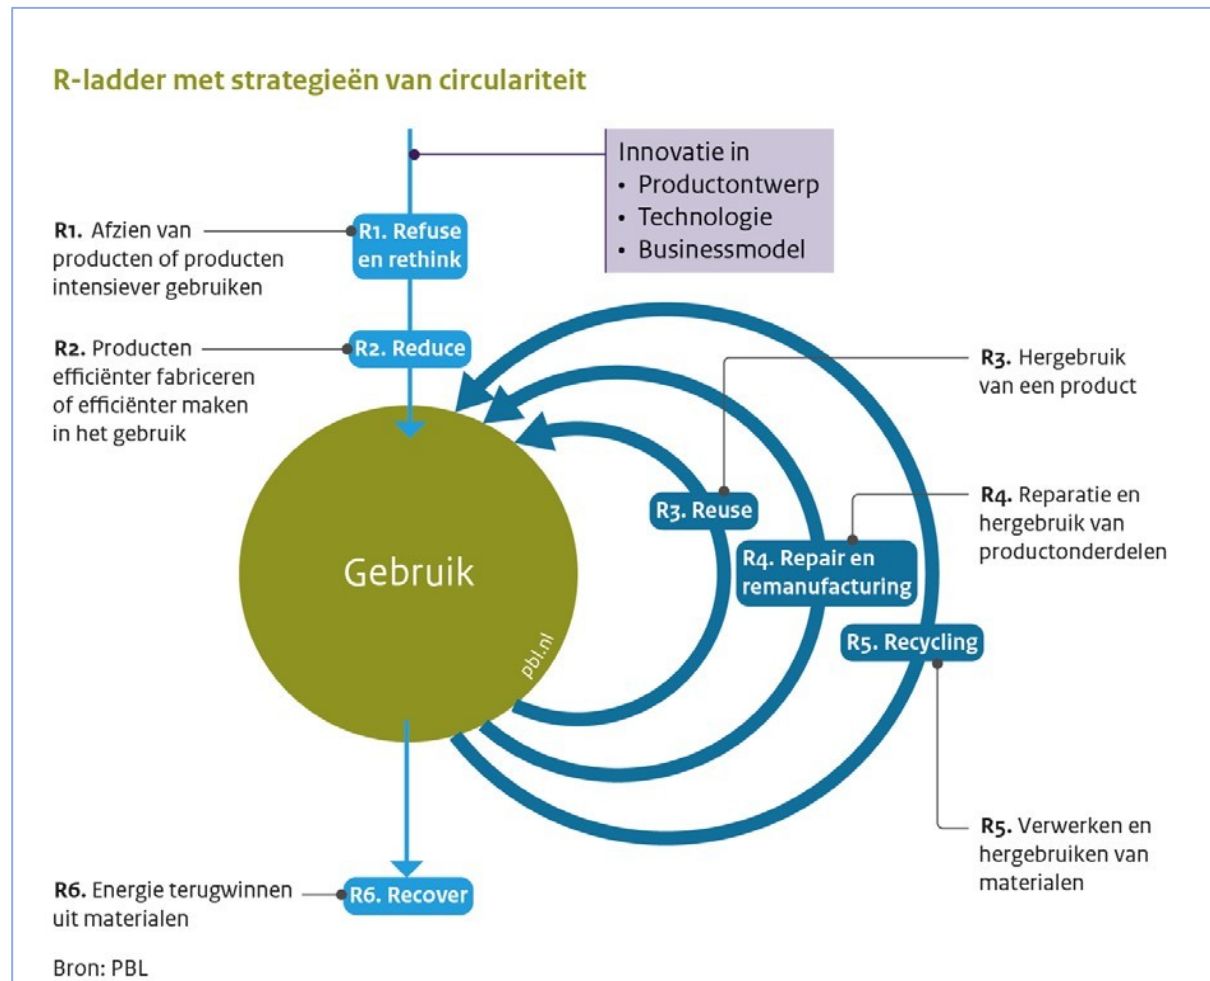 R-ladder met strategieën van circulariteit
Innovatie in
• Productontwerp
• Technologie
• Businessmodel
R1. Afzien van
producten of producten
intensiever gebruiken
R1. Refuse
en rethink
R2. Producten
efficiënter fabriceren
of efficiënter maken
in het gebruik
R2. Reduce
R3. Hergebruik
van een product
R3. Reuse
R4. Reparatie en
hergebruik van
productonderdelen
R4. Repair en
remanufacturing
Gebruik
pbl.nl
R5. Recycling
R5. Verwerken en
hergebruiken van
materialen
R6. Energie terugwinnen
uit materialen
R6. Recover
Bron: PBL